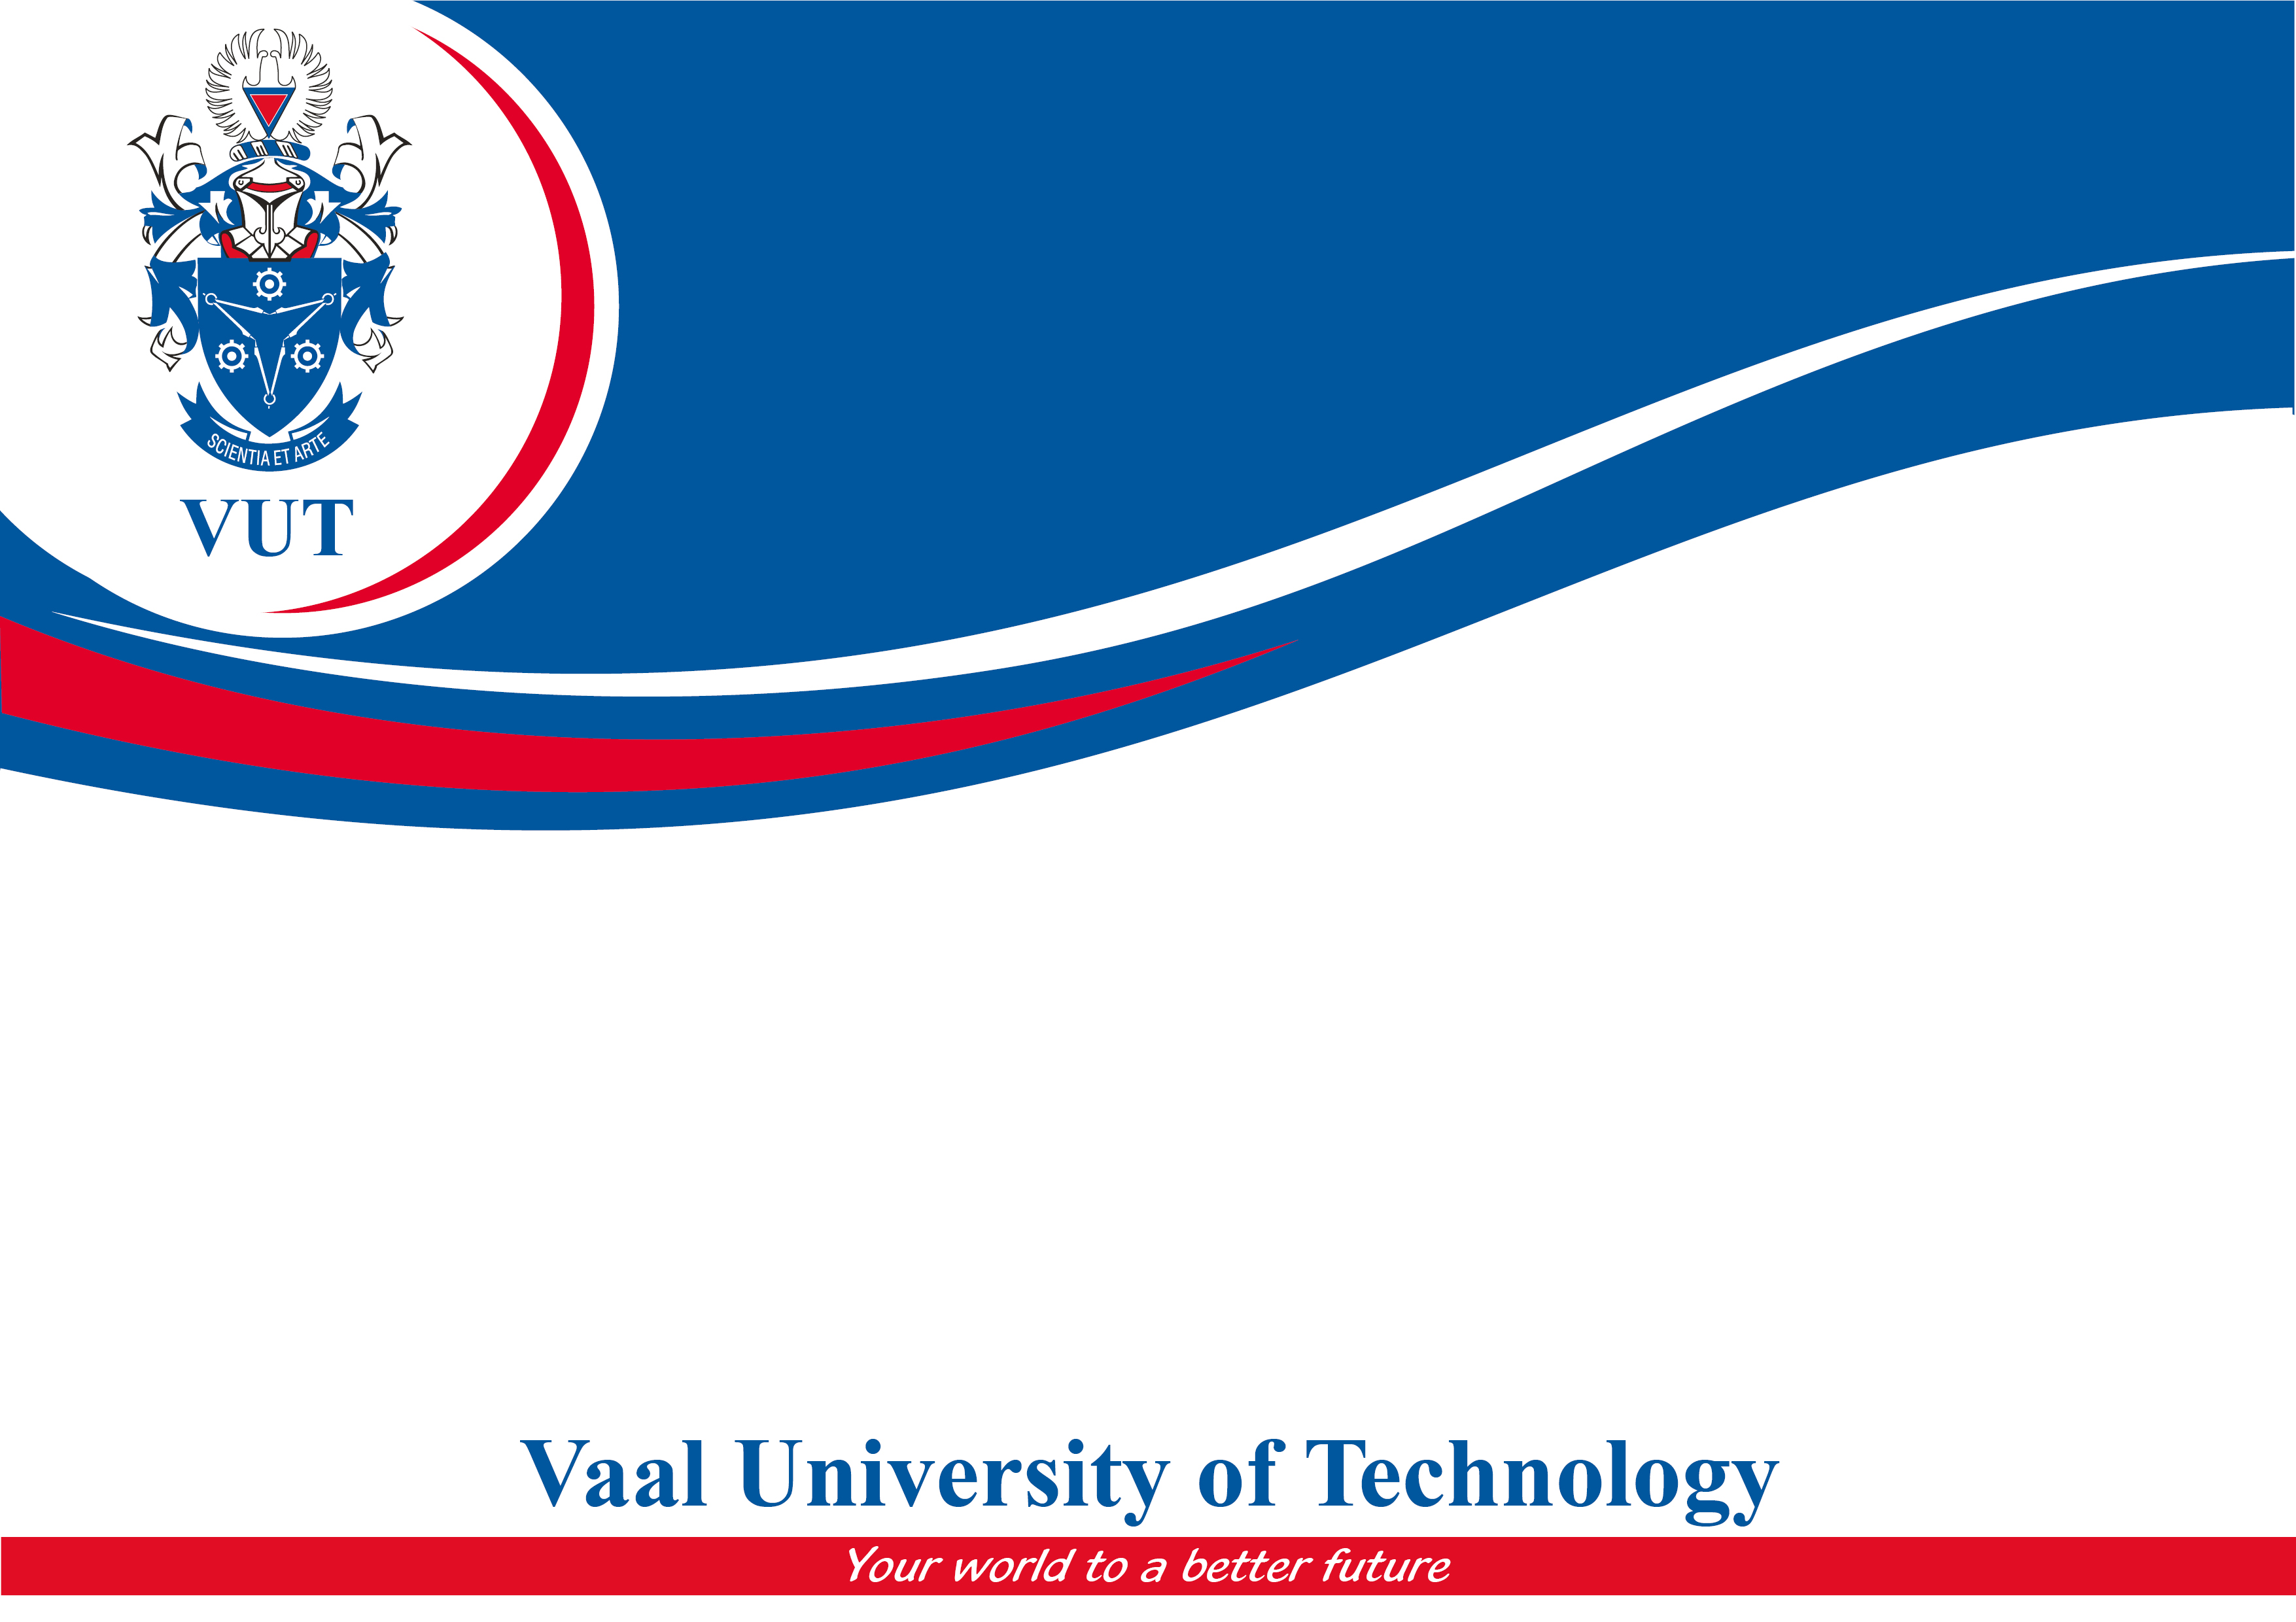 SCIENTIA ET ARTE
VUT
Vaal University of Technology
Your world to a better future